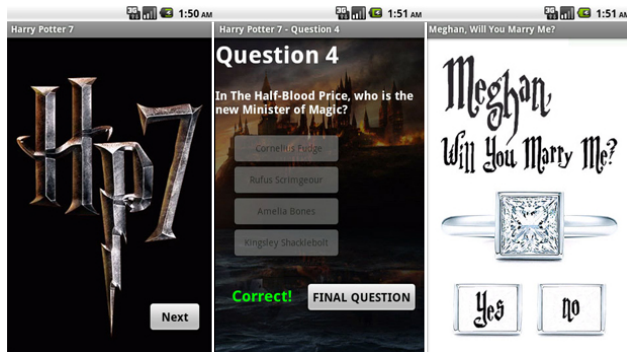 1:50 AM
Harry Potter 7
HP7
Next
1:51 AM
Harry Potter 7 - Question 4
Question 4
In The Half-Blood Price, who is the
new Minister of Magic?
Cornelius Fudge
Rufus Scrimgeour
Amelia Bones
Kingsley Shacklebolt
Correct!
FINAL QUESTION
1:51 AM
Meghan, Will You Marry Me?
Meghan,
Will You Marry Me?
Yes
no